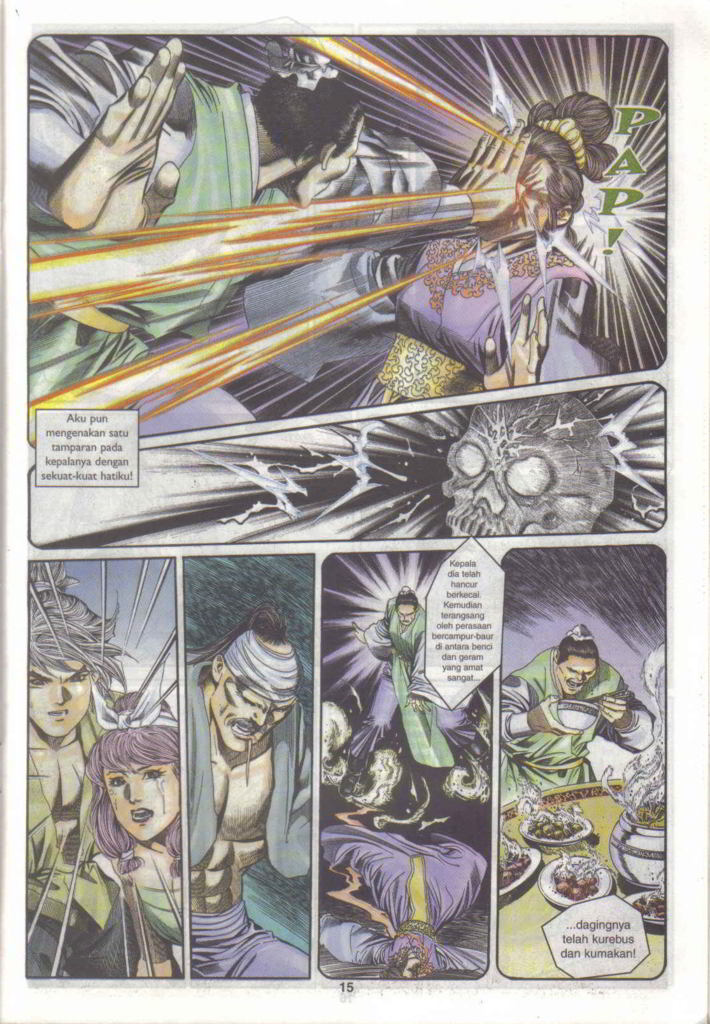 PAP!
Aku pun
mengenakan satu
tamparan pada
kepalanya dengan
sekuat-kuat hatiku!
Kepala
dia telah
hancur
berkecai.
Kemudian
terangsang
oleh perasaan
bercampur-baur
di antara benci
dan geram
yang amat
sangat...
...dagingnya
telah kurebus
dan kumakan!
15